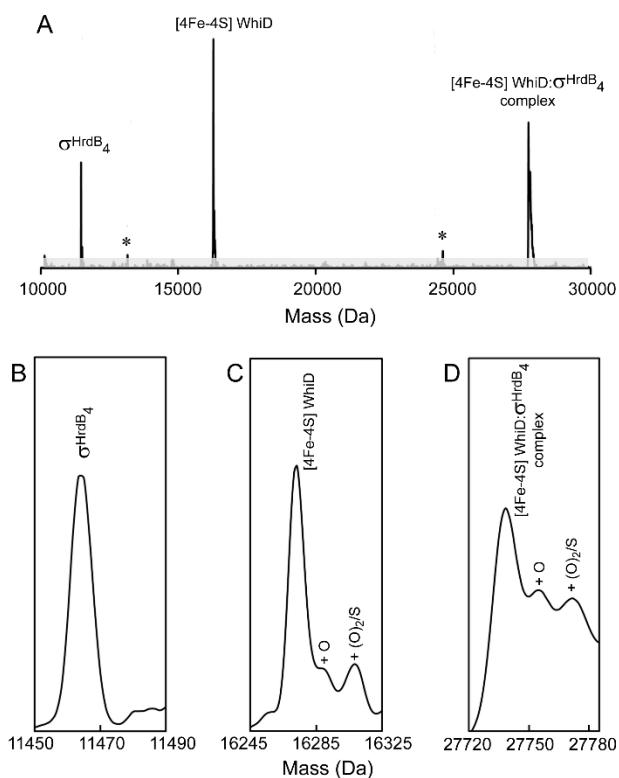 A
[4Fe-4S] WhiD
[4Fe-4S] WhiD:σHrdB4
complex
σHrdB4
*
*
10000 15000 20000 25000 30000
Mass (Da)
B
σHrdB4
11450 11470 11490
C
[4Fe-4S] WhiD
+ O
+ (O)2/S
16245 16285 16325
D
[4Fe-4S] WhiD:σHrdB4
complex
+ O
+ (O)2/S
27720 27750 27780
Mass (Da)